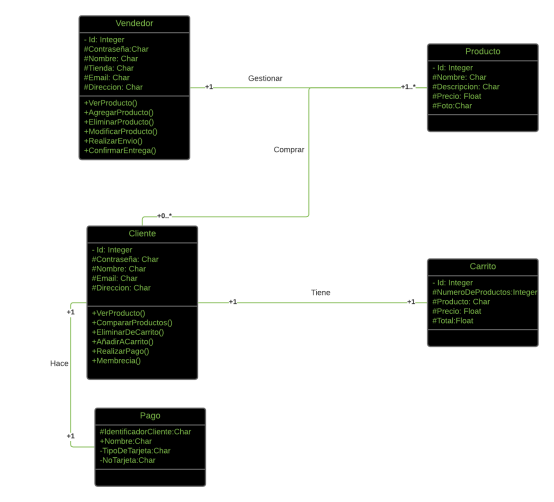 Vendedor
- Id: Integer
#Contraseña:Char
#Nombre: Char
#Tienda: Char
#Email: Char
#Direccion: Char
+VerProducto()
+AgregarProducto()
+EliminarProducto()
+ModificarProducto()
+RealizarEnvio()
+ConfirmarEntrega()
+1
Gestionar
+1..*
Producto
- Id: Integer
#Nombre: Char
#Descripcion: Char
#Precio: Float
#Foto:Char
Comprar
+0..*
Cliente
- Id: Integer
#Contraseña: Char
#Nombre: Char
#Email: Char
#Direccion: Char
+VerProducto()
+CompararProductos()
+EliminarDeCarrito()
+AñadirACarrito()
+RealizarPago()
+Membrecia()
+1
Tiene
+1
Carrito
- Id: Integer
#NumeroDeProductos:Integer
#Producto: Char
#Precio: Float
#Total:Float
+1
Hace
+1
Pago
#IdentificadorCliente:Char
+Nombre:Char
-TipoDeTarjeta:Char
-NoTarjeta:Char